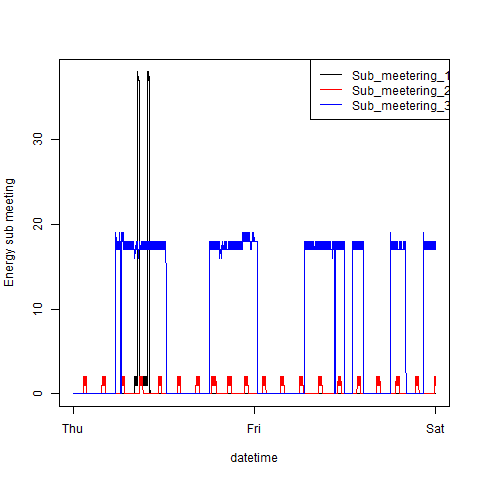 Sub_meetering_1
Sub_meetering_2
Sub_meetering_3
Energy sub meeting
0
10
20
30
Thu
Fri
Sat
datetime